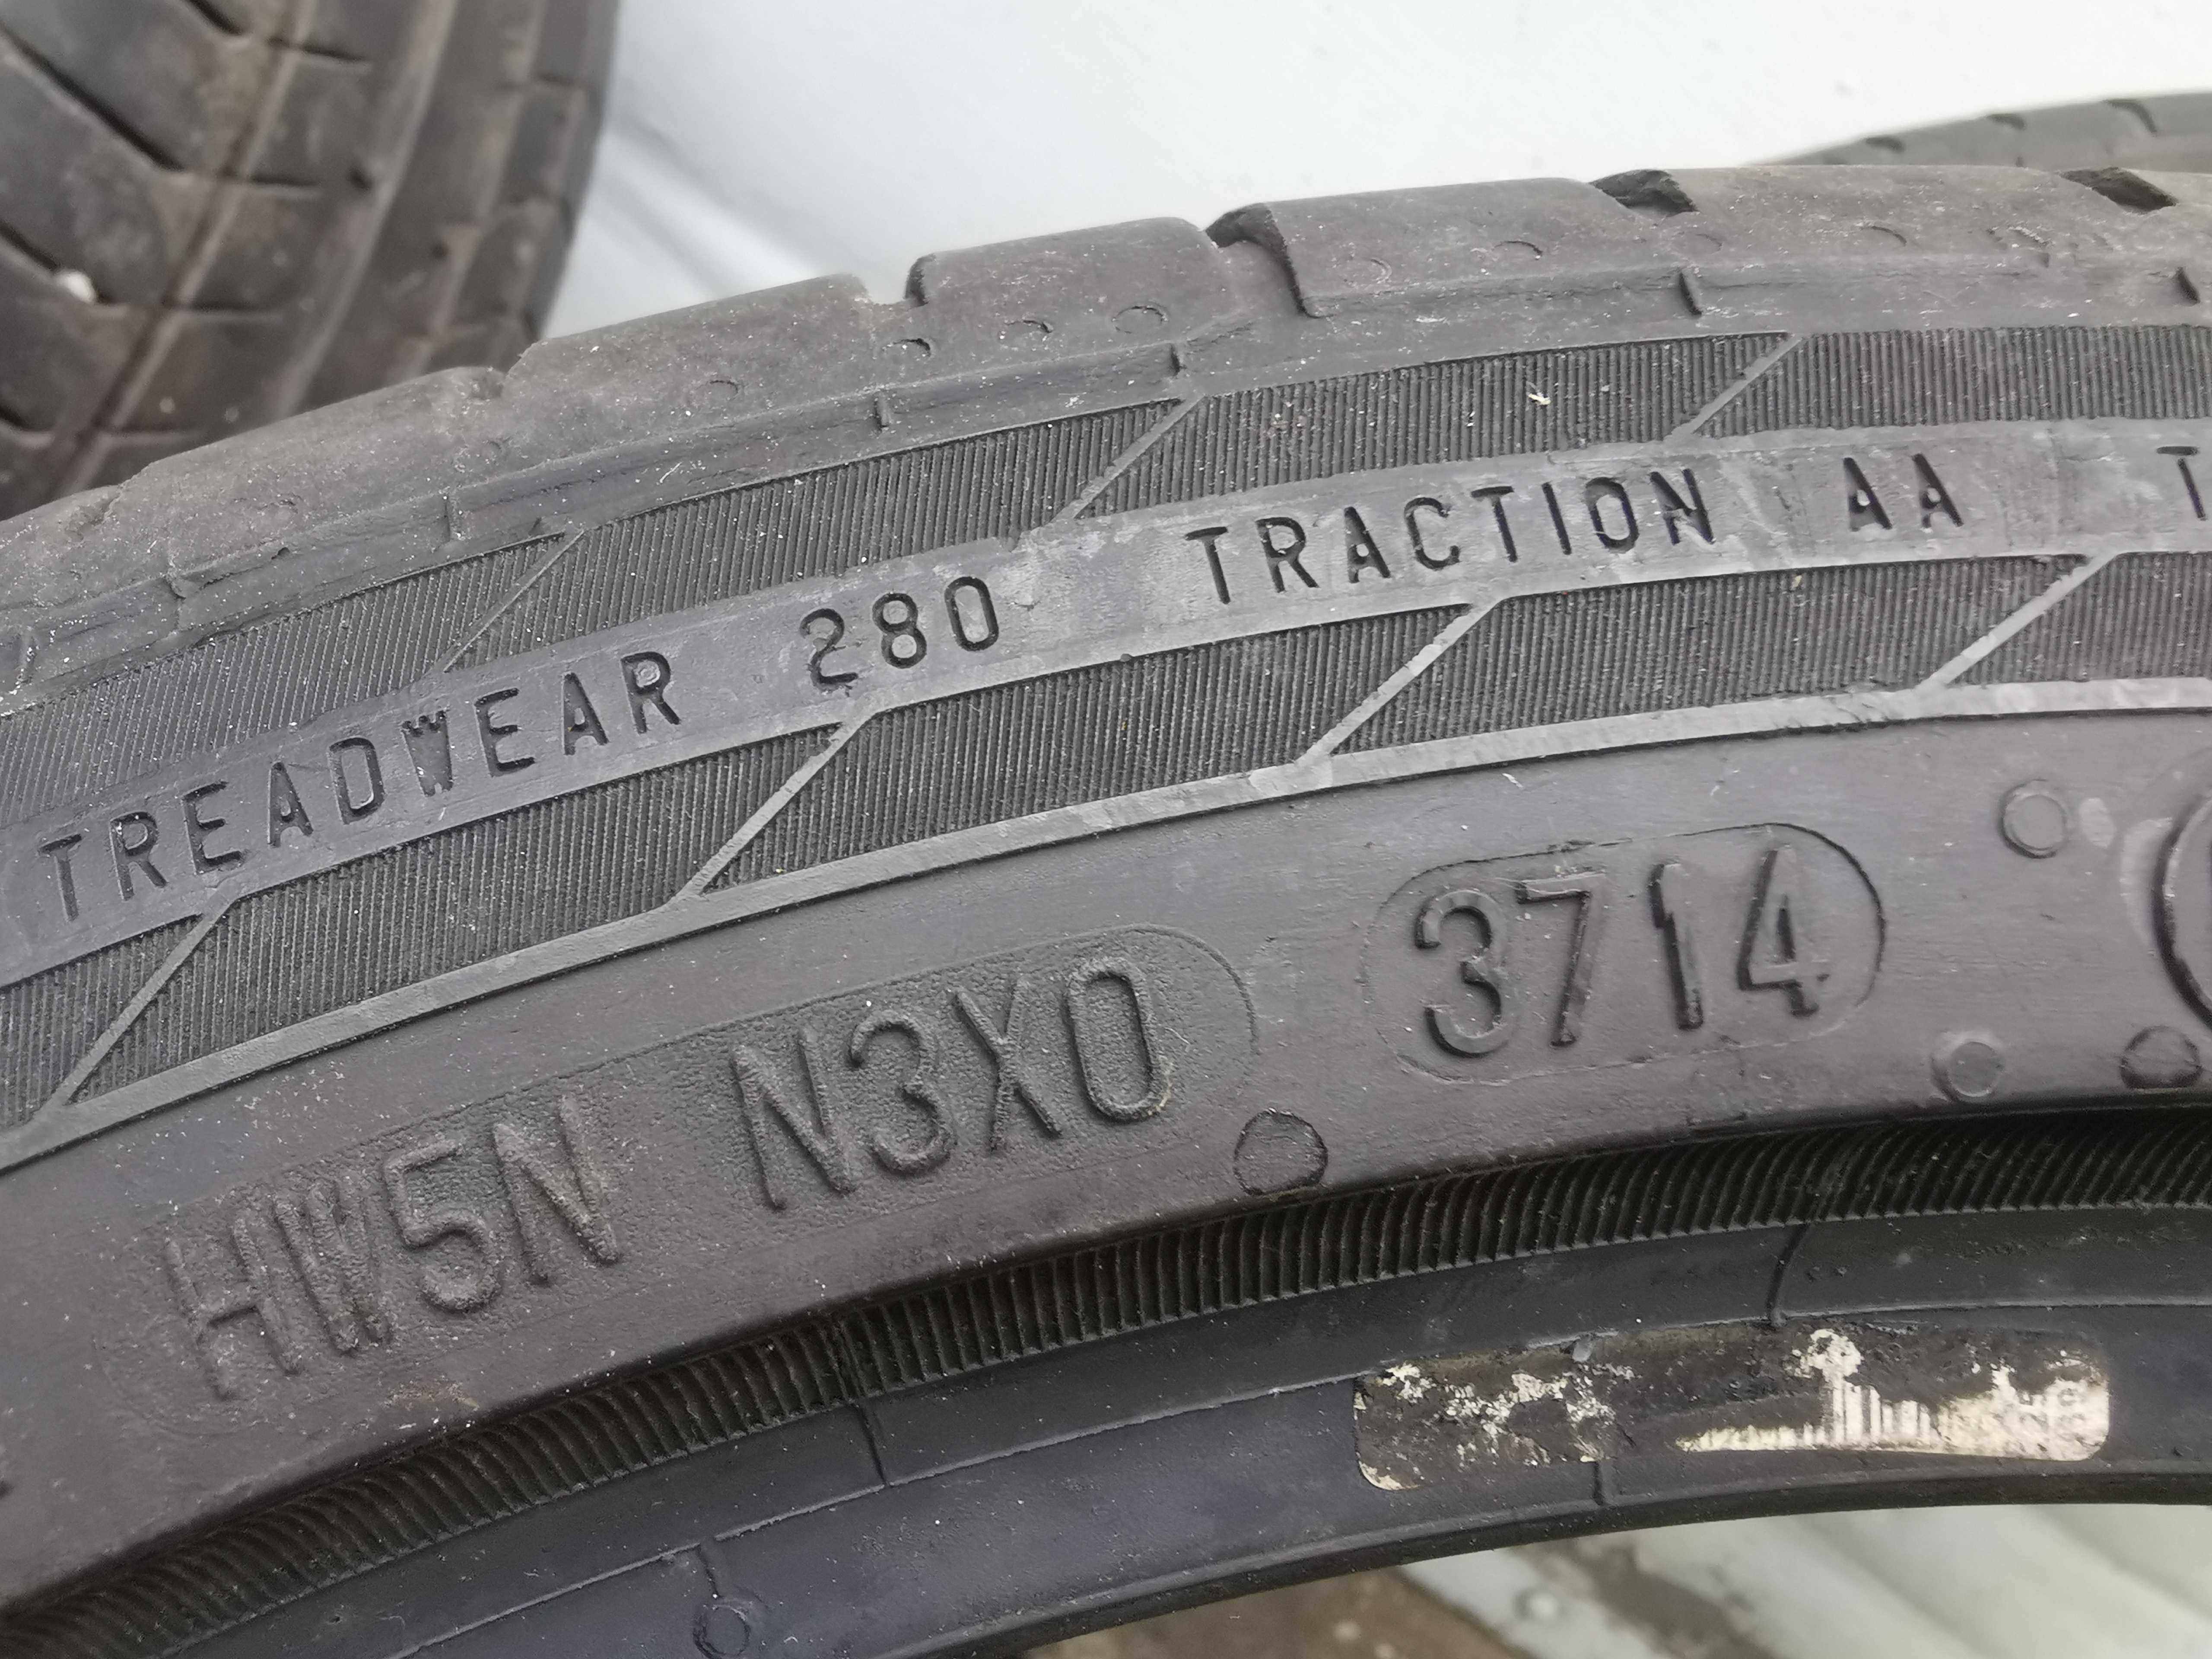 TREADWEAR 280 TRACTION AA T
HW5N N3X0 3714